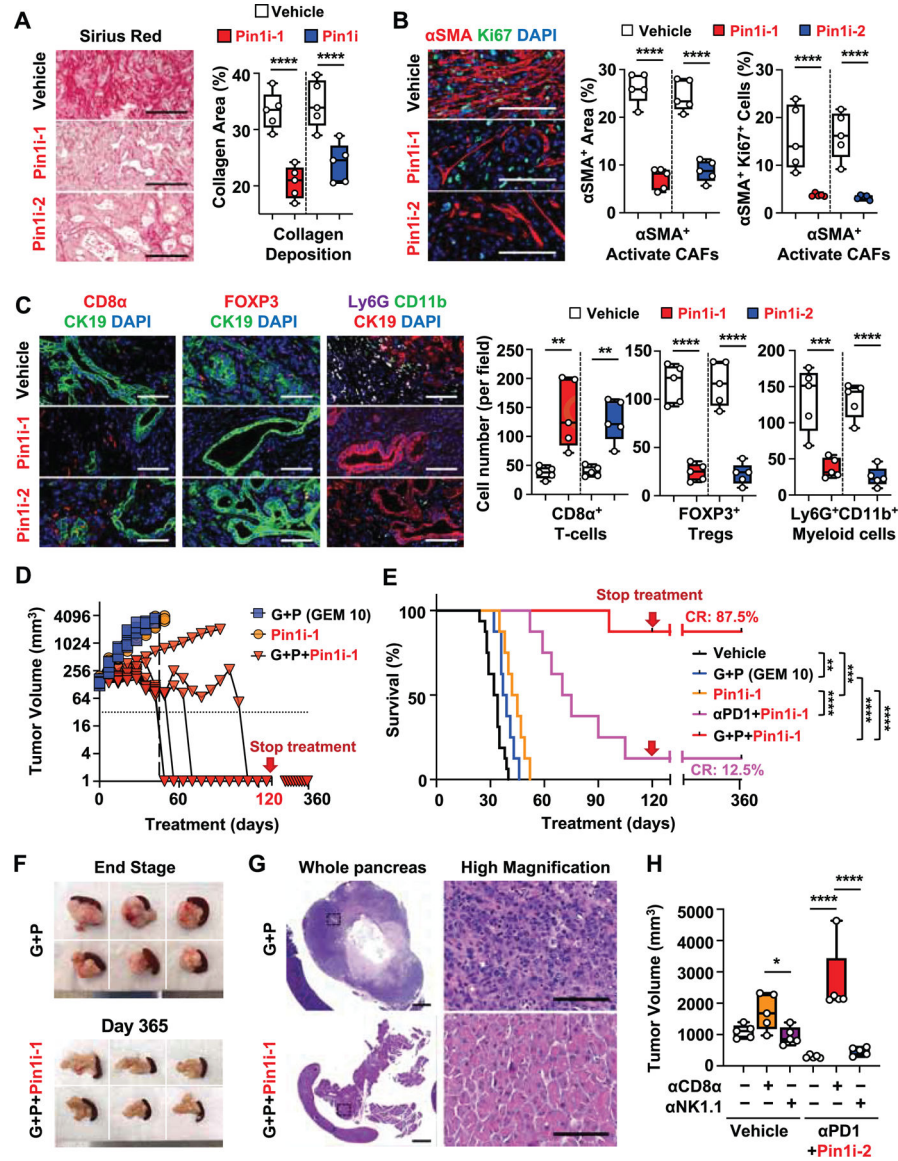 A
Sirius Red
Vehicle
Pin1i-1
Pin1i-2
Vehicle
Pin1i-1 Pin1i
**** ****
Collagen Area (%)
40
30
20
Collagen
Deposition
B
αSMA Ki67 DAPI
Vehicle
Pin1i-1
Pin1i-2
Vehicle Pin1i-1 Pin1i-2
**** ****
αSMA+ Area (%)
30
20
10
0
αSMA+
Activate CAFs
**** ****
αSMA+ Ki67+ Cells (%)
30
20
10
0
αSMA+
Activate CAFs
C
CD8α
CK19 DAPI
FOXP3
CK19 DAPI
Ly6G CD11b
CK19 DAPI
Vehicle
Pin1i-1
Pin1i-2
Vehicle Pin1i-1 Pin1i-2
Cell number (per field)
** **
250
200
150
100
50
0
CD8α+
T-cells
**** ****
150
100
50
0
FOXP3+
Tregs
*** ****
200
150
100
50
0
Ly6G+CD11b+
Myeloid cells
D
Tumor Volume (mm3)
4096
1024
256
64
16
4
1
G+P (GEM 10)
Pin1i-1
G+P+Pin1i-1
Stop treatment
0 60 120 360
Treatment (days)
E
Survival (%)
100
50
0
Stop treatment
CR: 87.5%
Vehicle
G+P (GEM 10)
Pin1i-1
αPD1+Pin1i-1
G+P+Pin1i-1
** *** **** **** ****
CR: 12.5%
0 30 60 90 120 360
Treatment (days)
F
End Stage
G+P
Day 365
G+P+Pin1i-1
G
Whole pancreas High Magnification
G+P
G+P+Pin1i-1
H
Tumor Volume (mm3)
5000
4000
3000
2000
1000
0
* **** ****
αCD8α − + − − + −
αNK1.1 − − + − − +
Vehicle αPD1
+Pin1i-2